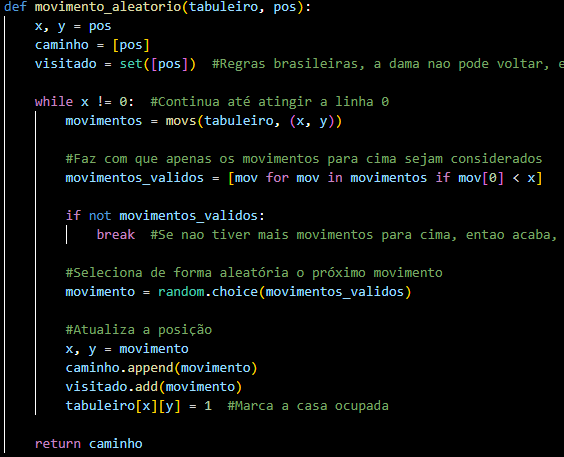 def movimento_aleatorio(tabuleiro, pos):
    x, y = pos
    caminho = [pos]
    visitado = set([pos])  #Regras brasileiras, a dama nao pode voltar, e
    while x != 0:  #Continua até atingir a linha 0
        movimentos = movs(tabuleiro, (x, y))
        #Faz com que apenas os movimentos para cima sejam considerados
        movimentos_validos = [mov for mov in movimentos if mov[0] < x]
        if not movimentos_validos:
            break  #Se nao tiver mais movimentos para cima, entao acaba,
        #Seleciona de forma aleatória o próximo movimento
        movimento = random.choice(movimentos_validos)
        #Atualiza a posição
        x, y = movimento
        caminho.append(movimento)
        visitado.add(movimento)
        tabuleiro[x][y] = 1  #Marca a casa ocupada
    return caminho